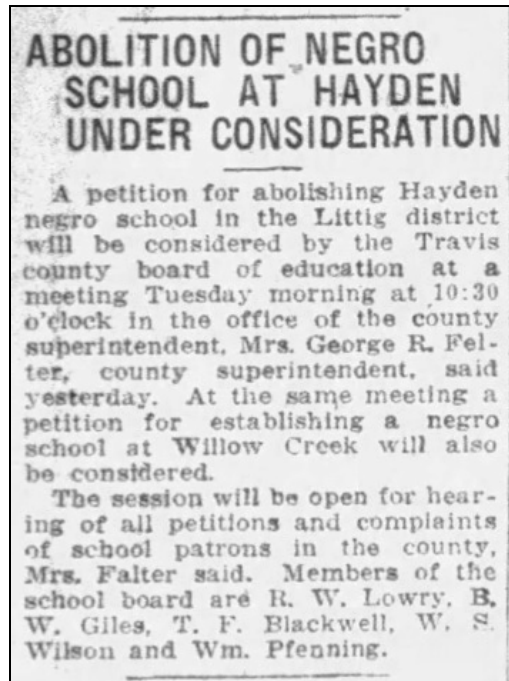 ABOLITION OF NEGRO
SCHOOL AT HAYDEN
UNDER CONSIDERATION
A petition for abolishing Hayden
negro school in the Littig district
will be considered by the Travis
county board of education at a
meeting Tuesday morning at 10:30
o'clock in the office of the county
superintendent, Mrs. George R. Fel-
ter, county superintendent, said
yesterday. At the same meeting a
petition for establishing a negro
school at Willow Creek will also
be considered.
The session will be open for hear-
ing of all petitions and complaints
of school patrons in the county,
Mrs. Falter said. Members of the
school board are R. W. Lowry, B.
W. Giles, T. F. Blackwell, W. S.
Wilson and Wm. Pfenning.